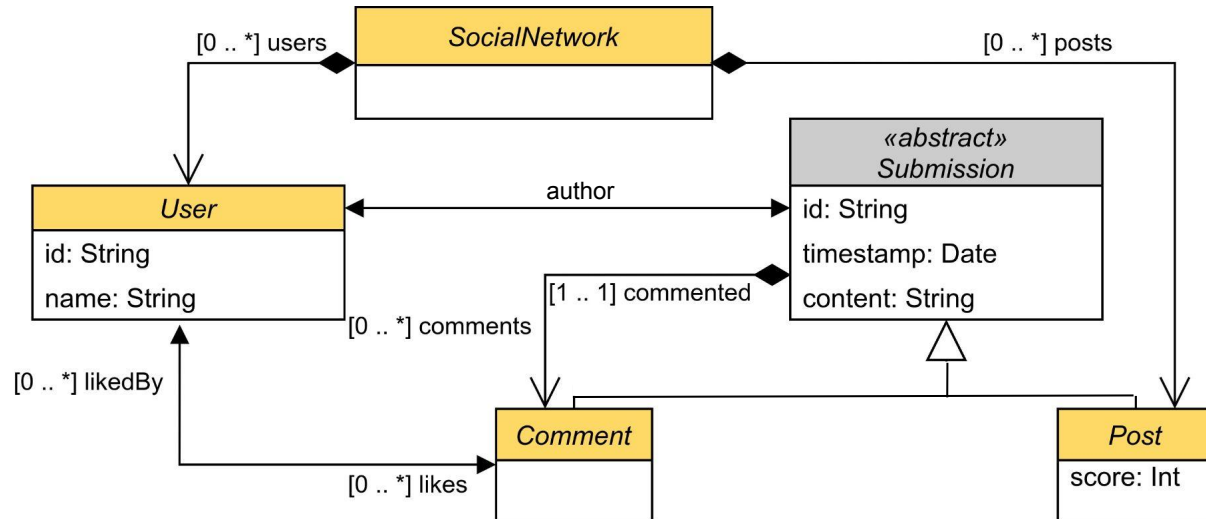 SocialNetwork
[0 .. *] users
[0 .. *] posts
«abstract»
Submission
id: String
timestamp: Date
content: String
User
id: String
name: String
author
[1 .. 1] commented
[0 .. *] comments
[0 .. *] likedBy
[0 .. *] likes
Comment
Post
score: Int